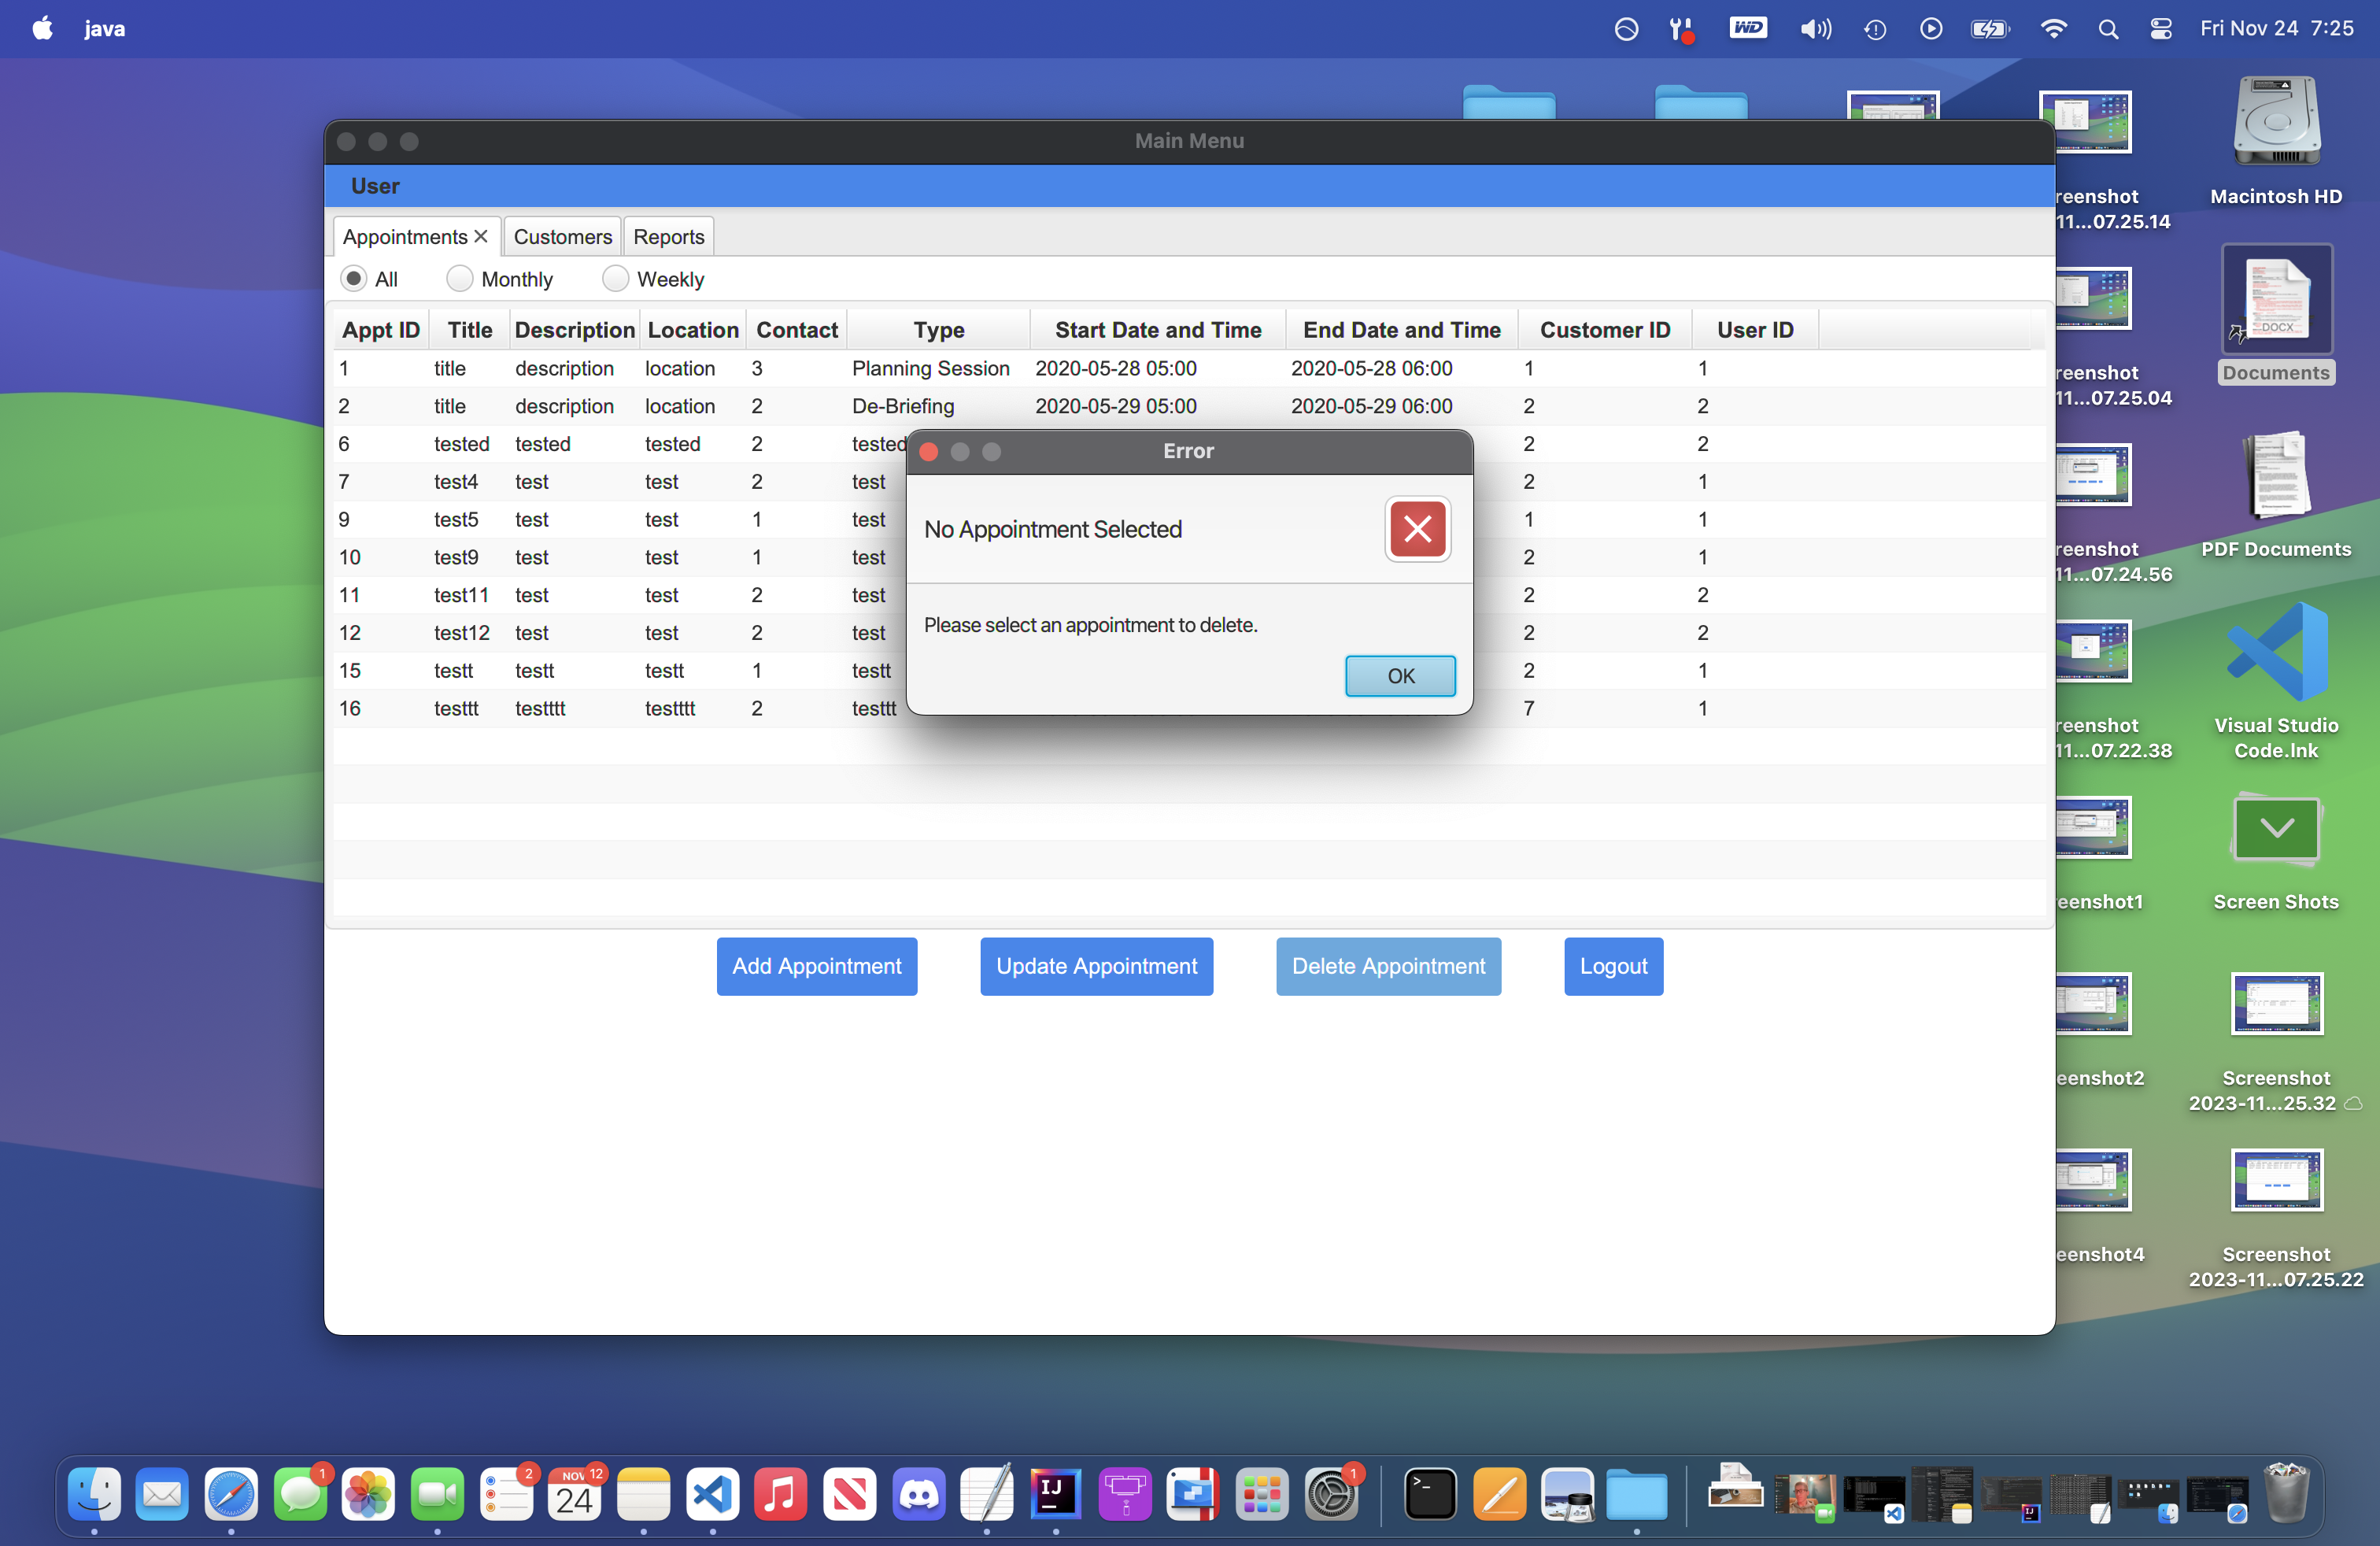 java
WD
Fri Nov 24 7:25
Main Menu
User
Appointments Customers Reports
All Monthly Weekly
Appt ID Title Description Location Contact Type Start Date and Time End Date and Time Customer ID User ID
1 title description location 3 Planning Session 2020-05-28 05:00 2020-05-28 06:00 1 1
2 title description location 2 De-Briefing 2020-05-29 05:00 2020-05-29 06:00 2 2
6 tested tested tested 2 tested 2 2
7 test4 test test 2 test 2 1
9 test5 test test 1 test 1 1
10 test9 test test 1 test 2 1
11 test11 test test 2 test 2 2
12 test12 test test 2 test 2 2
15 testt testt testt 1 testt 2 1
16 testtt testttt testttt 2 testtt 7 1
Error
No Appointment Selected
Please select an appointment to delete.
OK
Add Appointment Update Appointment Delete Appointment Logout
reenshot
11...07.25.14
reenshot
11...07.25.04
reenshot
11...07.24.56
reenshot
11...07.22.38
eenshot1
eenshot2
eenshot4
Macintosh HD
DOCX
Documents
PDF Documents
Visual Studio
Code.lnk
Screen Shots
Screenshot
2023-11...25.32
Screenshot
2023-11...07.25.22
1
2
NOV 12
24
IJ
1
>_